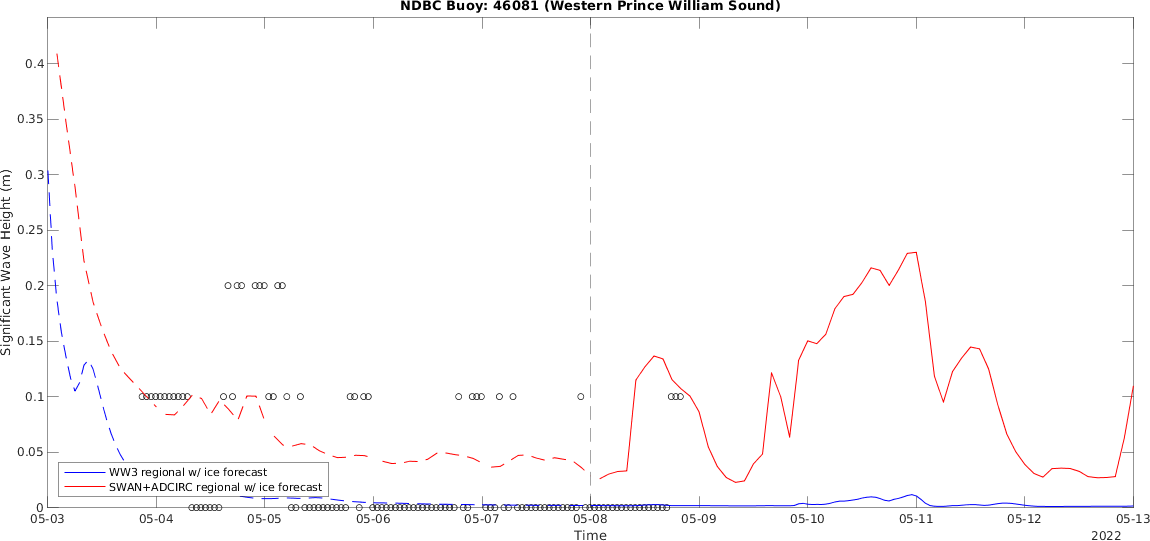 NDBC Buoy: 46081 (Western Prince William Sound)
Significant Wave Height (m)
0.4
0.35
0.3
0.25
0.2
0.15
0.1
0.05
0
WW3 regional w/ ice forecast
SWAN+ADCIRC regional w/ ice forecast
05-03 05-04 05-05 05-06 05-07 05-08 05-09 05-10 05-11 05-12 05-13
Time
2022